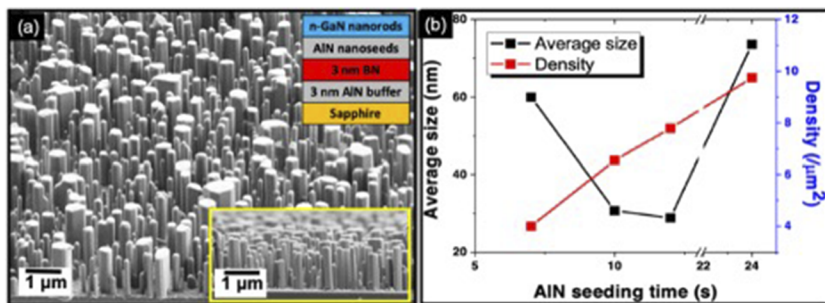 (a)
n-GaN nanorods
AlN nanoseeds
3 nm BN
3 nm AlN buffer
Sapphire
1 μm
1 μm
(b)
Average size
Density
Average size (nm)
80
60
40
20
Density (/μm²)
12
10
8
6
4
5
10
22
24
AlN seeding time (s)